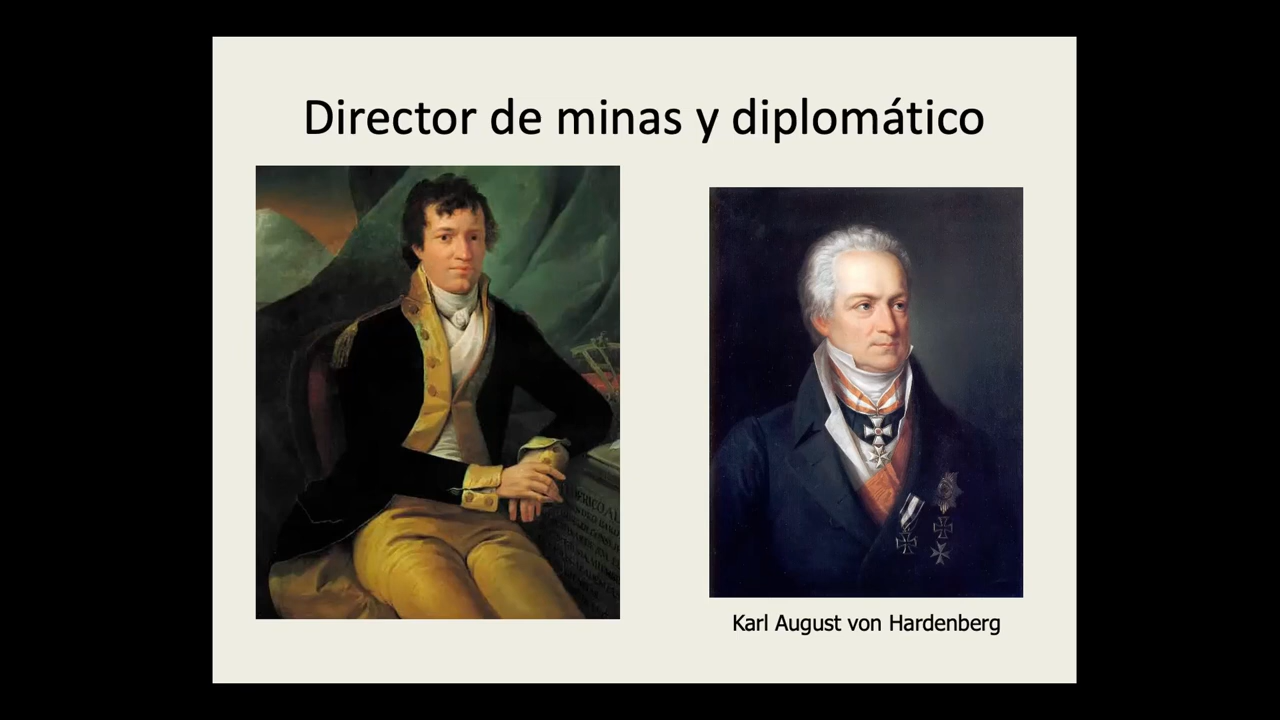 Director de minas y diplomático
Karl August von Hardenberg